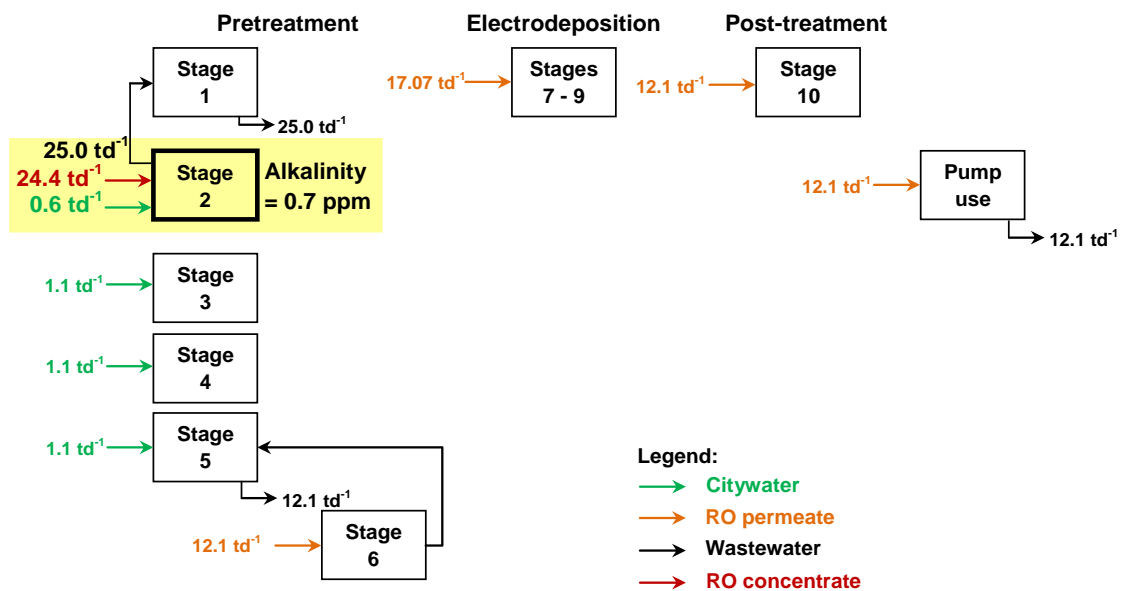 Pretreatment
Electrodeposition
Post-treatment
Stage
1
25.0 td⁻¹
17.07 td⁻¹
Stages
7 - 9
12.1 td⁻¹
Stage
10
25.0 td⁻¹
24.4 td⁻¹
0.6 td⁻¹
Stage
2
Alkalinity
= 0.7 ppm
12.1 td⁻¹
Pump
use
12.1 td⁻¹
1.1 td⁻¹
Stage
3
1.1 td⁻¹
Stage
4
1.1 td⁻¹
Stage
5
12.1 td⁻¹
12.1 td⁻¹
Stage
6
Legend:
Citywater
RO permeate
Wastewater
RO concentrate